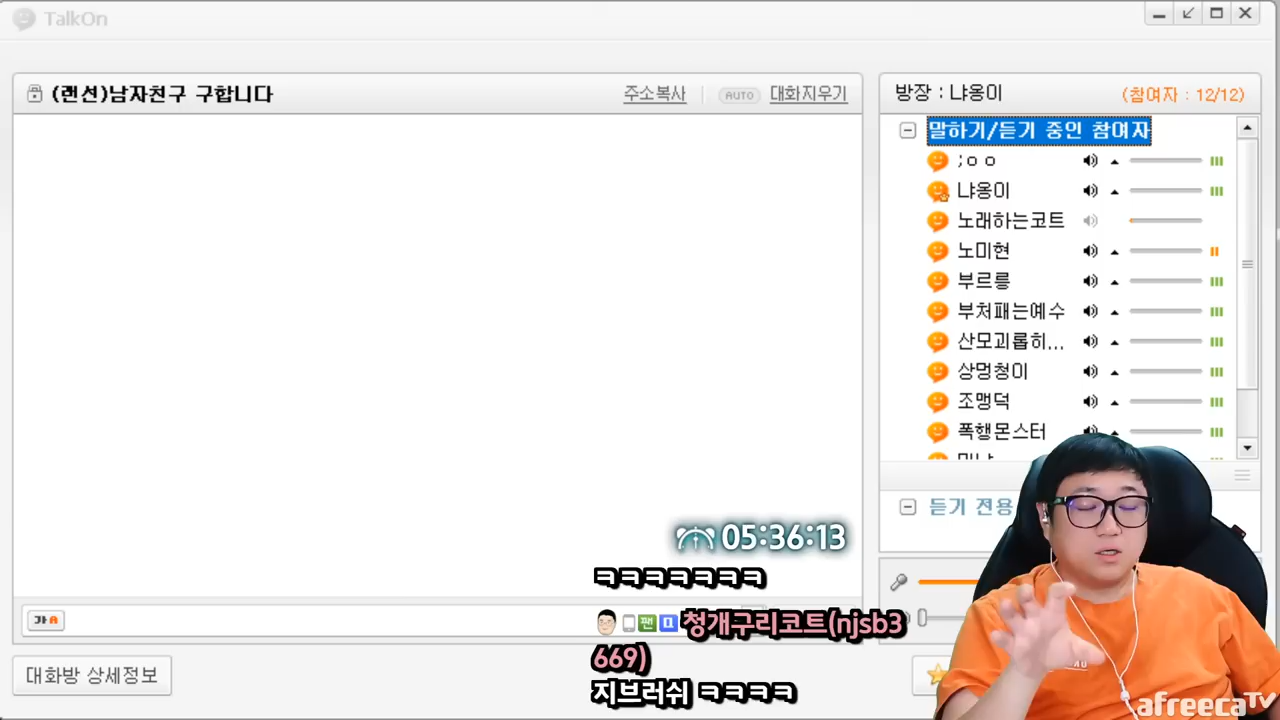 TalkOn
(랜선)남자친구 구합니다
주소복사
AUTO
대화지우기
방장 : 냐옹이
(참여자 : 12/12)
말하기/듣기 중인 참여자
;o o
냐옹이
노래하는코트
노미현
부르릉
부처패는예수
산모괴롭히...
상멍청이
조맹덕
폭행몬스터
듣기 전용
05:36:13
ㅋㅋㅋㅋㅋㅋㅋ
가A
짼 청개구리코트(njsb3
669)
지브러쉬 ㅋㅋㅋㅋ
대화방 상세정보
afreecaTV